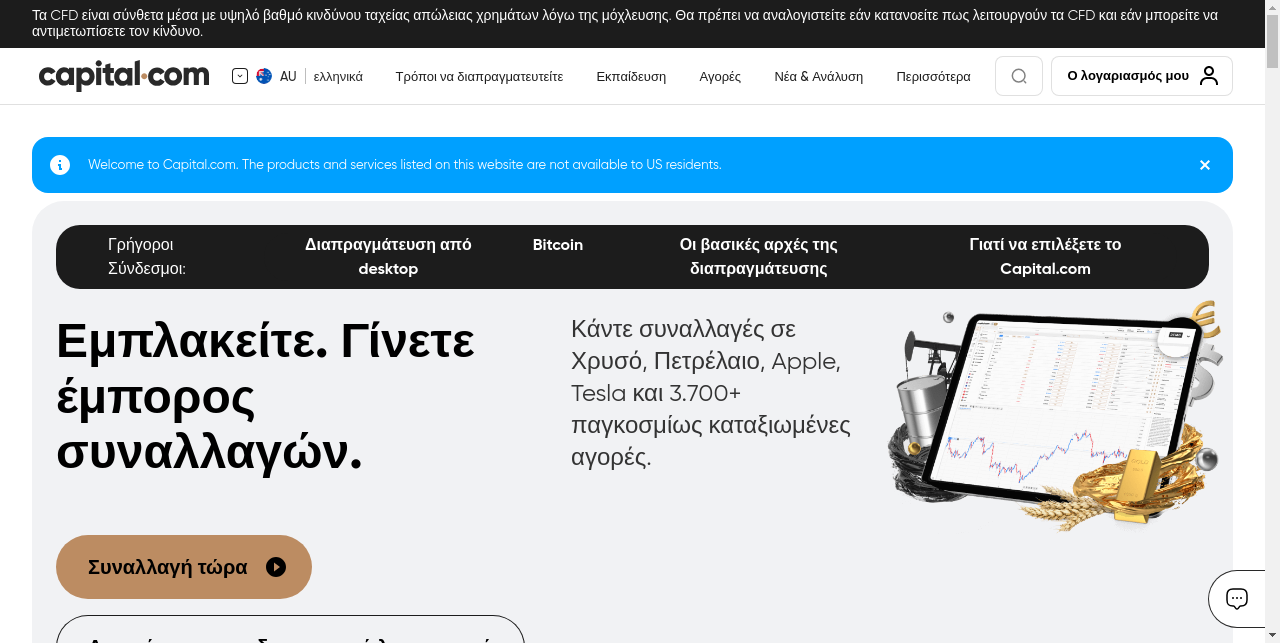 Τα CFD είναι σύνθετα μέσα με υψηλό βαθμό κινδύνου ταχείας απώλειας χρημάτων λόγω της μόχλευσης. Θα πρέπει να αναλογιστείτε εάν κατανοείτε πως λειτουργούν τα CFD και εάν μπορείτε να
αντιμετωπίσετε τον κίνδυνο.
capital.com
AU
ελληνικά
Τρόποι να διαπραγματευτείτε
Εκπαίδευση
Αγορές
Νέα & Ανάλυση
Περισσότερα
Ο λογαριασμός μου
Welcome to Capital.com. The products and services listed on this website are not available to US residents.
Γρήγοροι
Σύνδεσμοι:
Διαπραγμάτευση από
desktop
Bitcoin
Οι βασικές αρχές της
διαπραγμάτευσης
Γιατί να επιλέξετε το
Capital.com
Εμπλακείτε. Γίνετε
έμπορος
συναλλαγών.
Κάντε συναλλαγές σε
Χρυσό, Πετρέλαιο, Apple,
Tesla και 3.700+
παγκοσμίως καταξιωμένες
αγορές.
Συναλλαγή τώρα